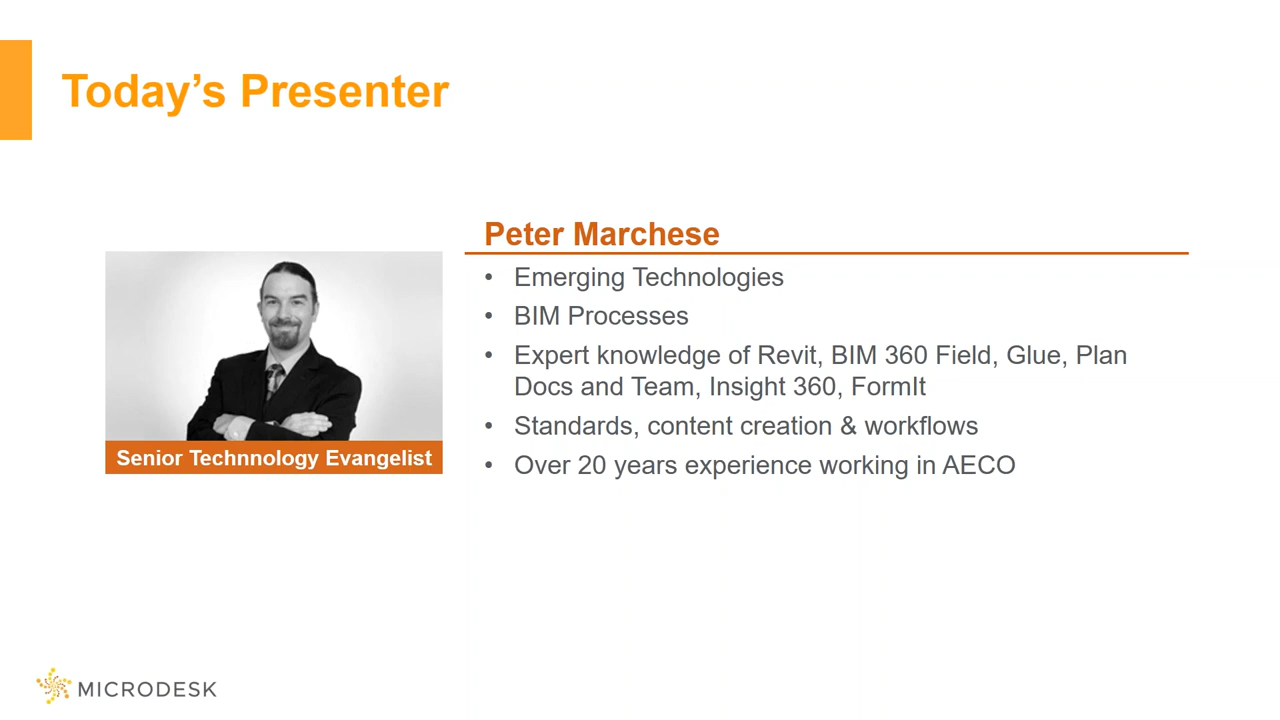 Today’s Presenter
Peter Marchese
• Emerging Technologies
• BIM Processes
• Expert knowledge of Revit, BIM 360 Field, Glue, Plan
Docs and Team, Insight 360, FormIt
• Standards, content creation & workflows
• Over 20 years experience working in AECO
Senior Technnology Evangelist
MICRODESK